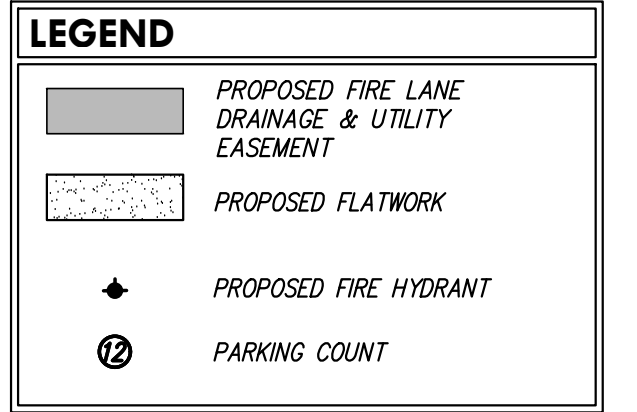 LEGEND
PROPOSED FIRE LANE
DRAINAGE & UTILITY
EASEMENT
PROPOSED FLATWORK
PROPOSED FIRE HYDRANT
12 PARKING COUNT